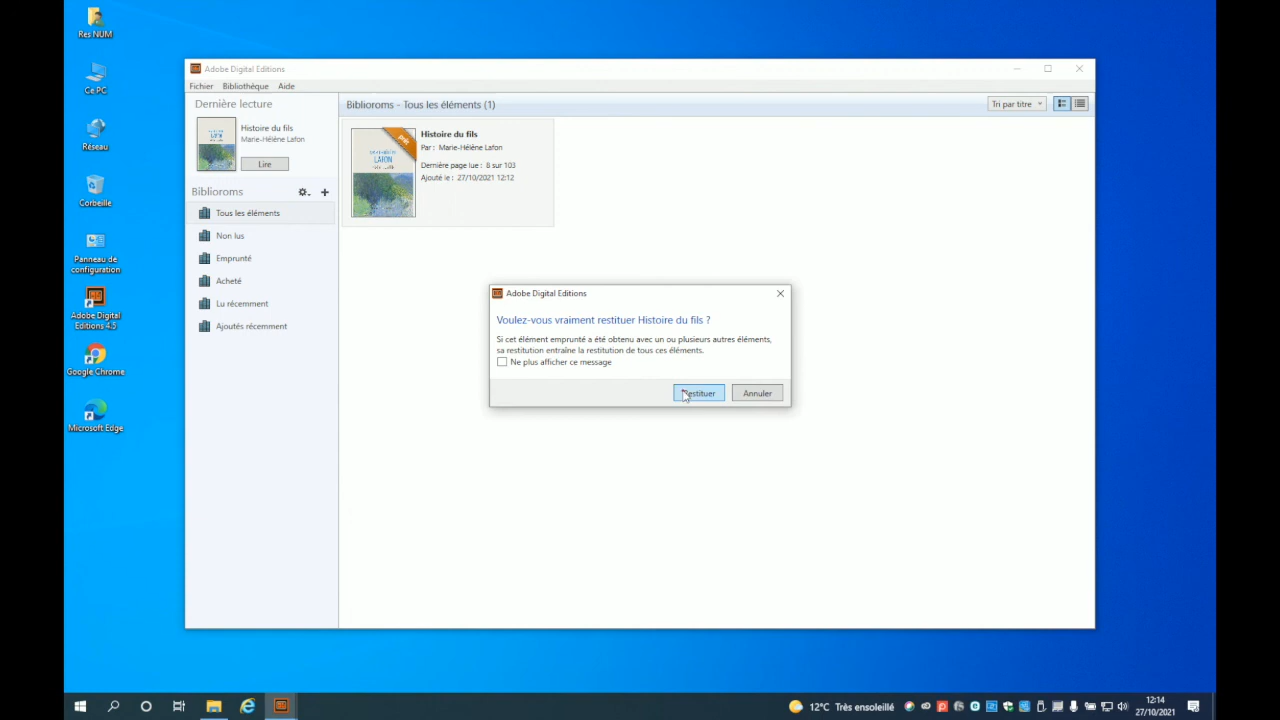 Res NUM
Ce PC
Réseau
Corbeille
Panneau de
configuration
Adobe Digital
Editions 4.5
Google Chrome
Microsoft Edge
Adobe Digital Editions
Fichier Bibliothèque Aide
Dernière lecture
Histoire du fils
Marie-Hélène Lafon
Lire
Biblioroms
Tous les éléments
Non lus
Emprunté
Acheté
Lu récemment
Ajoutés récemment
Biblioroms - Tous les éléments (1)
Tri par titre
LAFON
Histoire du fils
Par : Marie-Hélène Lafon
Dernière page lue : 8 sur 103
Ajouté le : 27/10/2021 12:12
Adobe Digital Editions
Voulez-vous vraiment restituer Histoire du fils ?
Si cet élément emprunté a été obtenu avec un ou plusieurs autres éléments,
sa restitution entraîne la restitution de tous ces éléments.
Ne plus afficher ce message
Restituer Annuler
12°C Très ensoleillé
12:14
27/10/2021